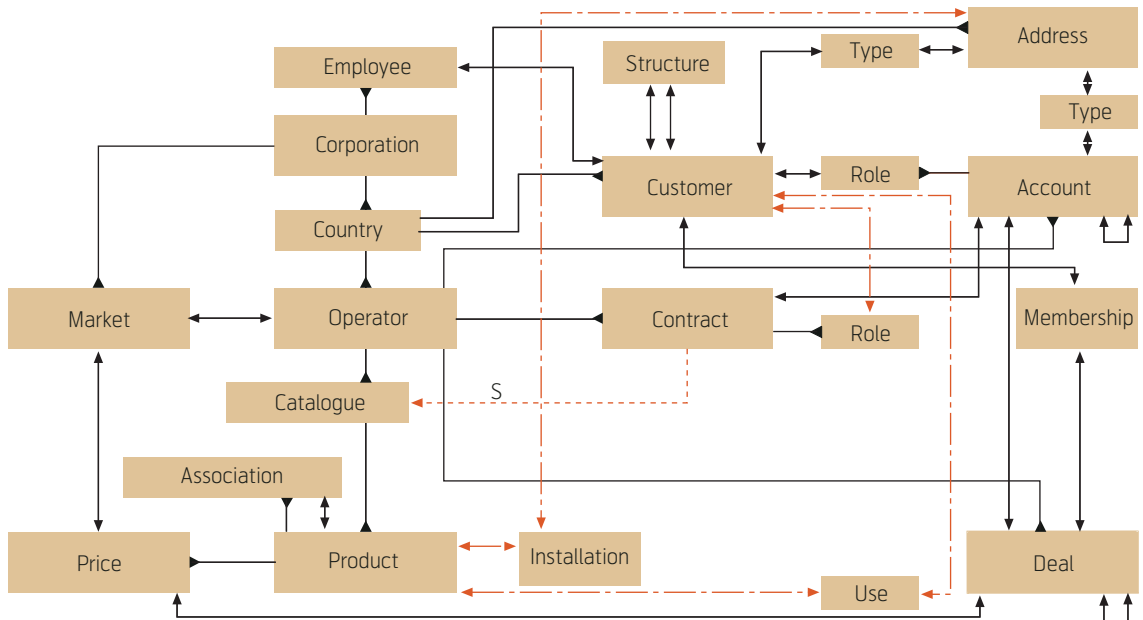 Address
Type
Employee
Structure
Type
Corporation
Customer
Role
Account
Country
Market
Operator
Contract
Membership
Role
S
Catalogue
Association
Price
Product
Installation
Deal
Use